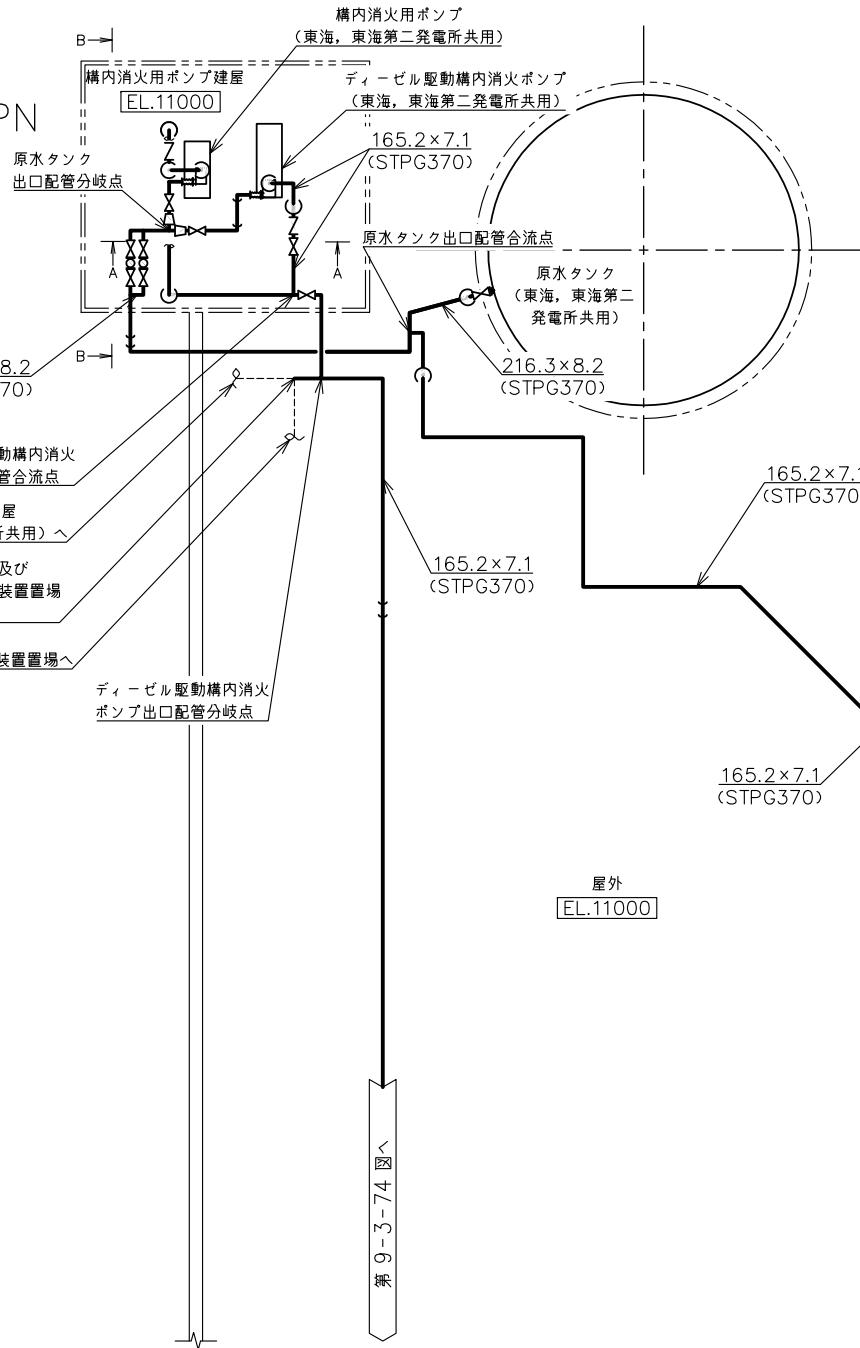 構内消火用ポンプ
(東海，東海第二発電所共用)
B
構内消火用ポンプ建屋
EL.11000
ディーゼル駆動構内消火ポンプ
(東海，東海第二発電所共用)
PN
165.2×7.1
(STPG370)
原水タンク
出口配管分岐点
原水タンク出口配管合流点
A
A
原水タンク
(東海，東海第二
発電所共用)
B
8.2
70)
216.3×8.2
(STPG370)
動構内消火
管合流点
165.2×7.1
(STPG370
屋
所共用）へ
165.2×7.1
(STPG370)
及び
装置置場
装置置場へ
ディーゼル駆動構内消火
ポンプ出口配管分岐点
165.2×7.1
(STPG370)
屋外
EL.11000
第 9-3-74 図へ